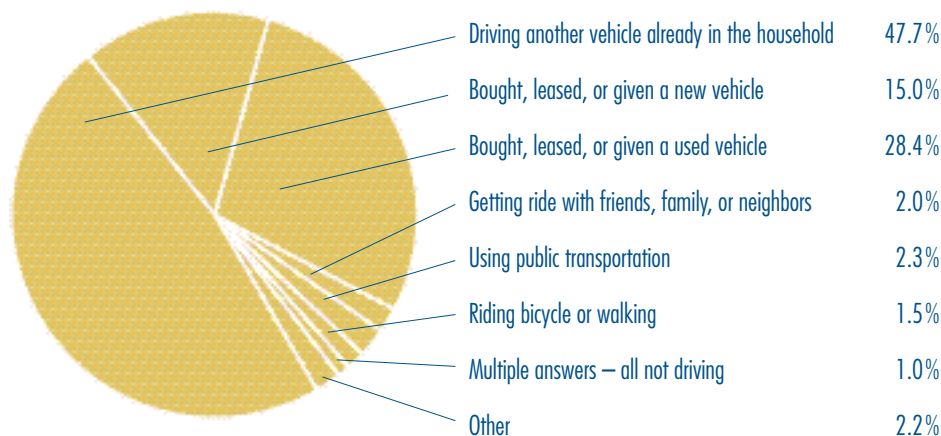 Driving another vehicle already in the household 47.7%
Bought, leased, or given a new vehicle 15.0%
Bought, leased, or given a used vehicle 28.4%
Getting ride with friends, family, or neighbors 2.0%
Using public transportation 2.3%
Riding bicycle or walking 1.5%
Multiple answers – all not driving 1.0%
Other 2.2%